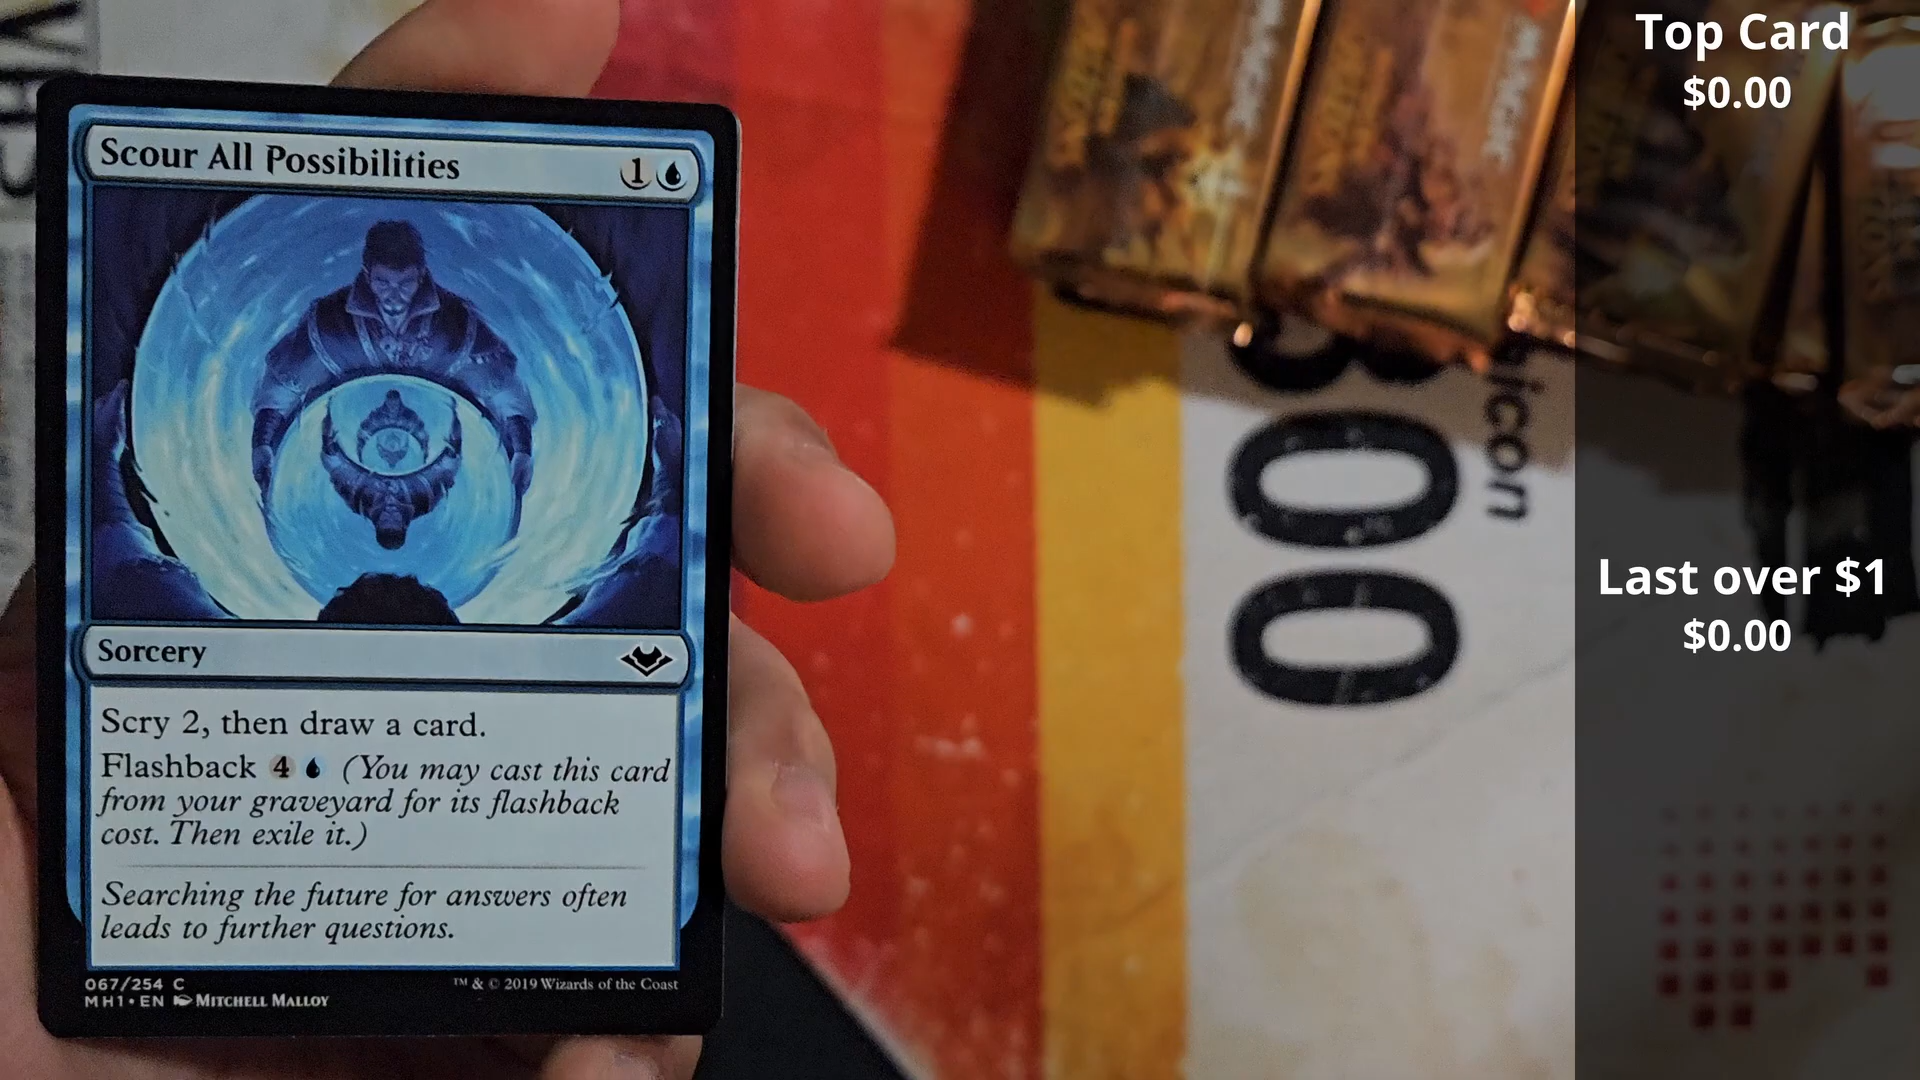 Scour All Possibilities
1
Sorcery
Scry 2, then draw a card.
Flashback 4 (You may cast this card
from your graveyard for its flashback
cost. Then exile it.)
Searching the future for answers often
leads to further questions.
067/254 C
MH1•EN MITCHELL MALLOY
™ & © 2019 Wizards of the Coast
300
Top Card
$0.00
Last over $1
$0.00